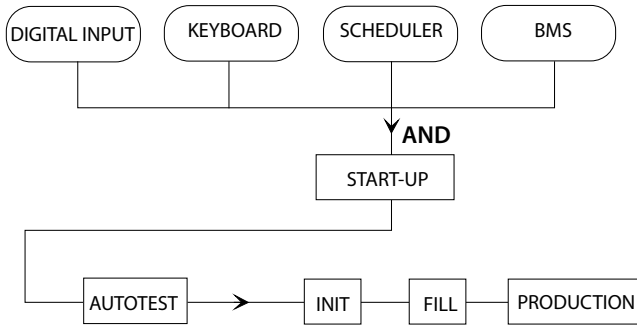 DIGITAL INPUT
KEYBOARD
SCHEDULER
BMS
AND
START-UP
AUTOTEST
INIT
FILL
PRODUCTION